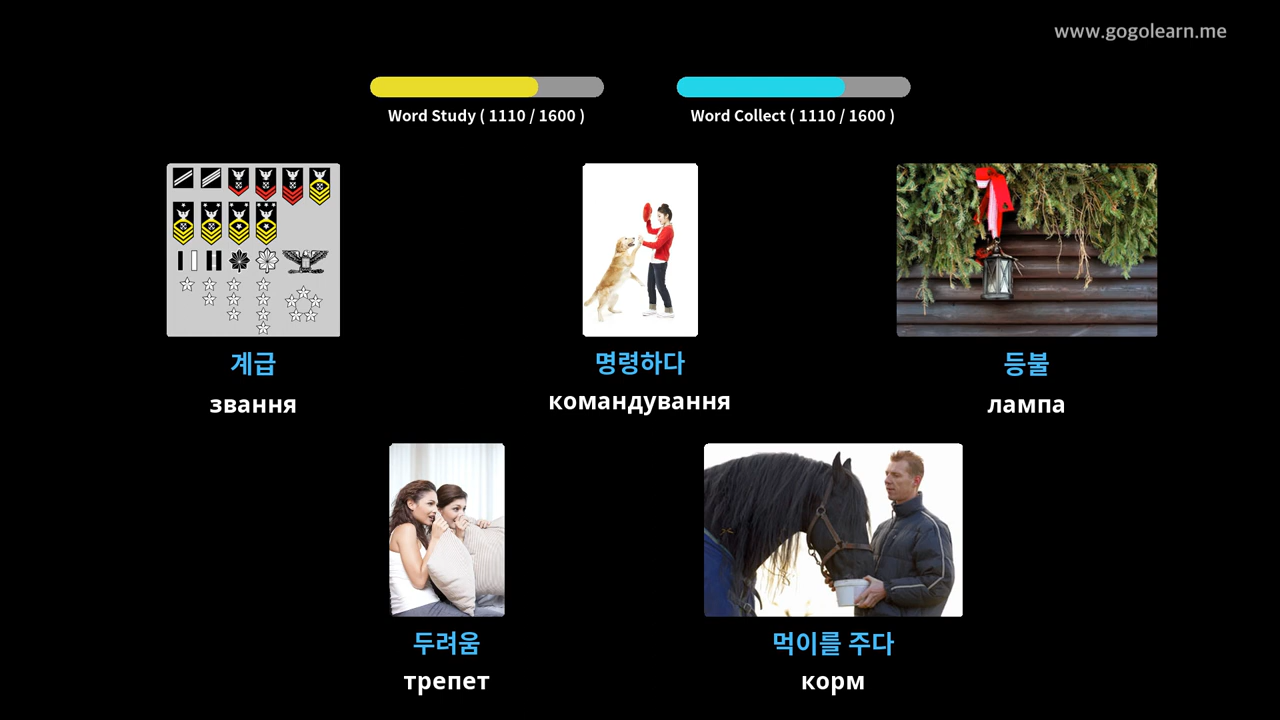 www.gogolearn.me
Word Study ( 1110 / 1600 )
Word Collect ( 1110 / 1600 )
계급
звання
명령하다
командування
등불
лампа
두려움
трепет
먹이를 주다
корм